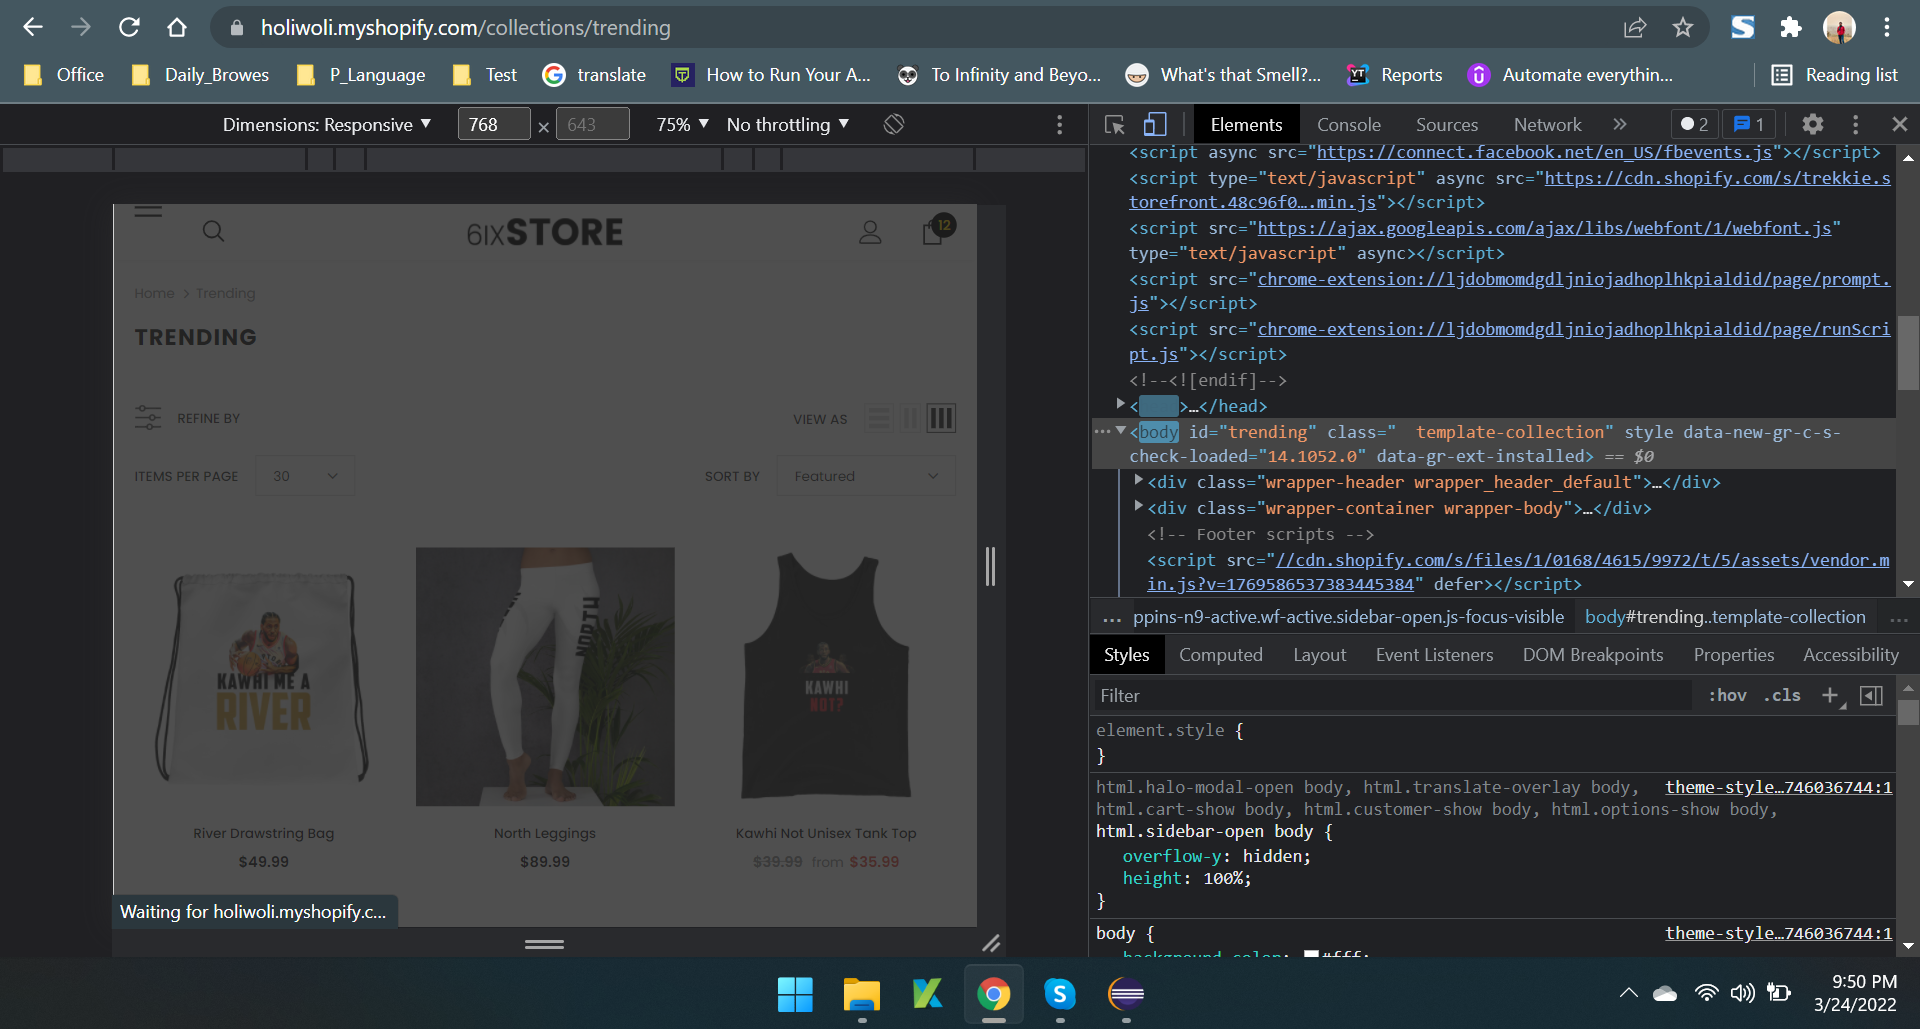 holiwoli.myshopify.com/collections/trending
Office
Daily_Browes
P_Language
Test
translate
How to Run Your A...
To Infinity and Beyo...
What's that Smell?...
Reports
Automate everythin...
Reading list
Dimensions: Responsive
768
×
643
75%
No throttling
Elements
Console
Sources
Network
2
1
<script async src="https://connect.facebook.net/en_US/fbevents.js"></script>
<script type="text/javascript" async src="https://cdn.shopify.com/s/trekkie.s
torefront.48c96f0….min.js"></script>
<script src="https://ajax.googleapis.com/ajax/libs/webfont/1/webfont.js"
type="text/javascript" async></script>
<script src="chrome-extension://ljdobmomdgdljniojadhoplhkpialdid/page/prompt.
js"></script>
<script src="chrome-extension://ljdobmomdgdljniojadhoplhkpialdid/page/runScri
pt.js"></script>
<!--<![endif]-->
< >…</head>
<body id="trending" class="  template-collection" style data-new-gr-c-s-
check-loaded="14.1052.0" data-gr-ext-installed> == $0
<div class="wrapper-header wrapper_header_default">…</div>
<div class="wrapper-container wrapper-body">…</div>
<!-- Footer scripts -->
<script src="//cdn.shopify.com/s/files/1/0168/4615/9972/t/5/assets/vendor.m
in.js?v=1769586537383445384" defer></script>
... ppins-n9-active.wf-active.sidebar-open.js-focus-visible
body#trending..template-collection
...
Styles
Computed
Layout
Event Listeners
DOM Breakpoints
Properties
Accessibility
Filter
:hov
.cls
element.style {
}
html.halo-modal-open body, html.translate-overlay body,
theme-style…746036744:1
html.cart-show body, html.customer-show body, html.options-show body,
html.sidebar-open body {
overflow-y: hidden;
height: 100%;
}
body {
theme-style…746036744:1
background-color: #fff;
6IXSTORE
12
Home > Trending
TRENDING
REFINE BY
VIEW AS
ITEMS PER PAGE
30
SORT BY
Featured
KAWHI ME A
RIVER
NORTH
KAWHI
NOT?
River Drawstring Bag
$49.99
North Leggings
$89.99
Kawhi Not Unisex Tank Top
$39.99 from $35.99
Waiting for holiwoli.myshopify.c...
9:50 PM
3/24/2022